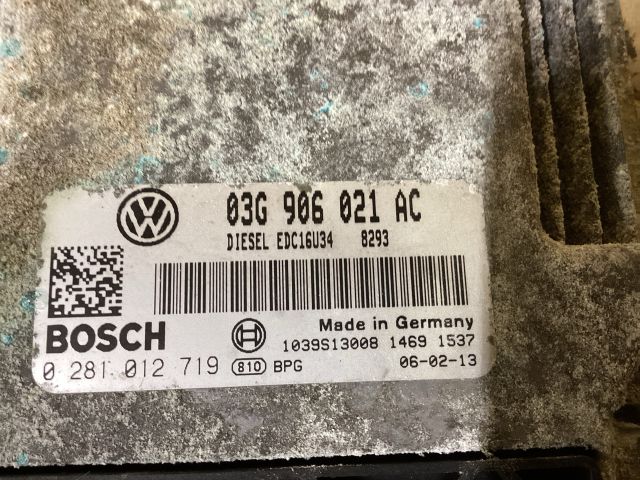 03G 906 021 AC
DIESEL EDC16U34 8293
BOSCH
Made in Germany
1039S13008 1469 1537
0 281 012 719 810 BPG 06-02-13